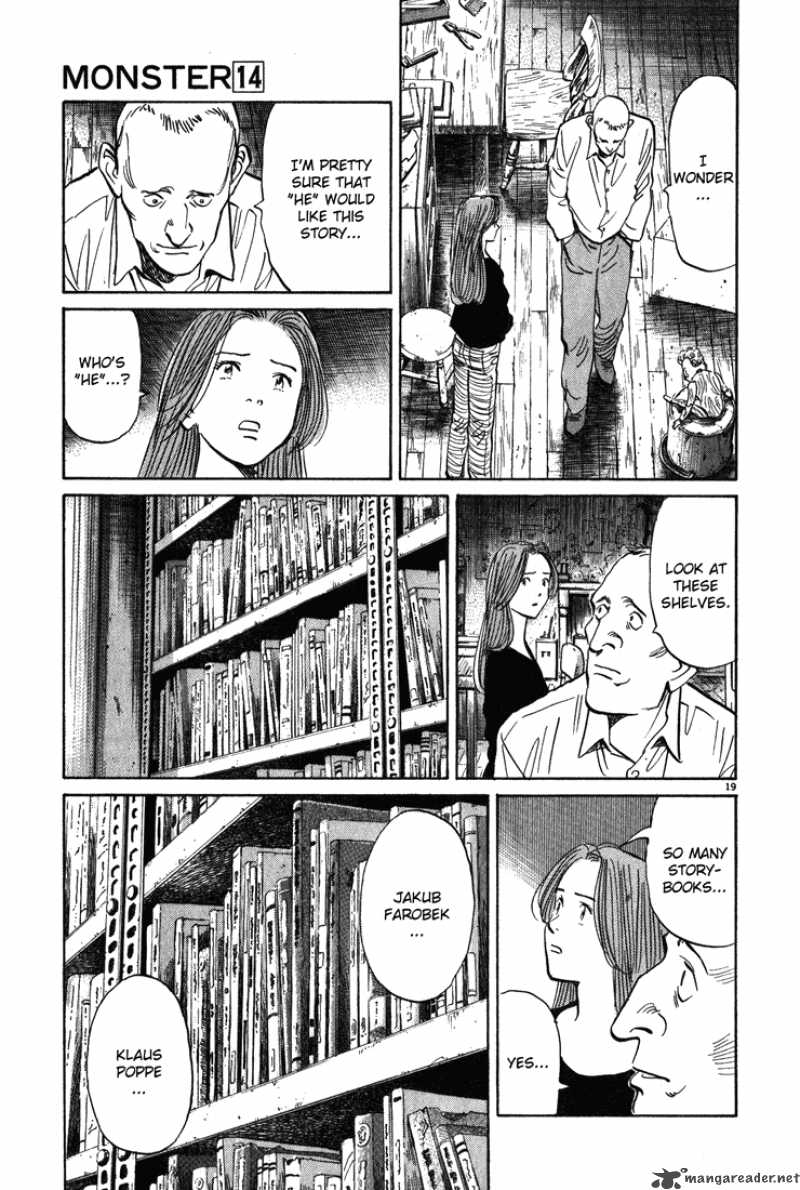 MONSTER 14
I
WONDER
...
I'M PRETTY
SURE THAT
"HE" WOULD
LIKE THIS
STORY...
WHO'S
"HE"...?
LOOK AT
THESE
SHELVES.
19
SO MANY
STORY-
BOOKS...
YES...
JAKUB
FAROBEK
...
KLAUS
POPPE
...
mangareader.net